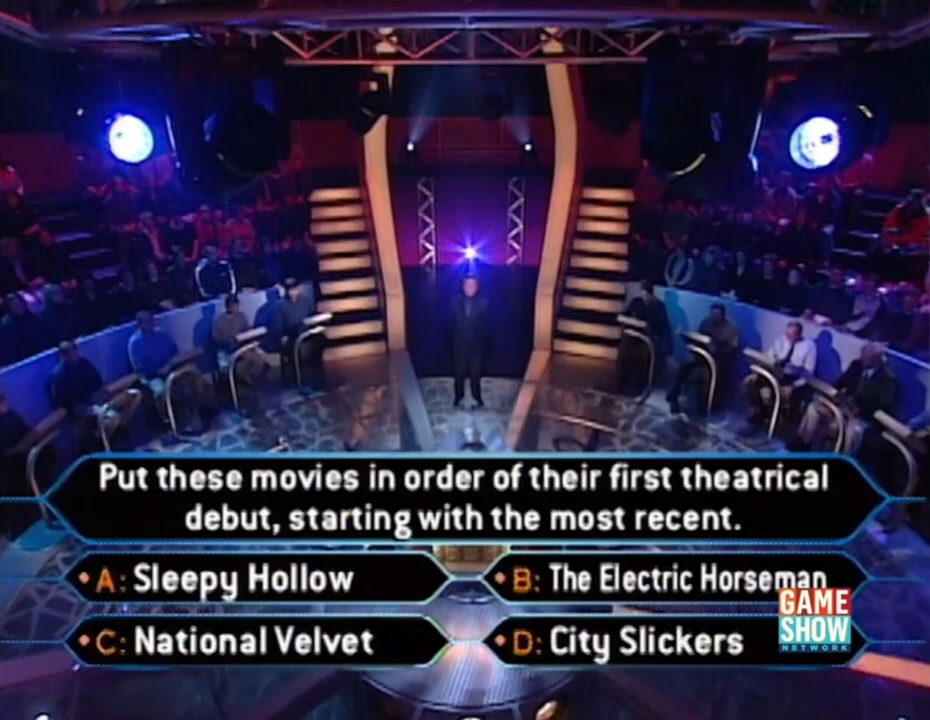 Put these movies in order of their first theatrical
debut, starting with the most recent.
A: Sleepy Hollow
B: The Electric Horseman
C: National Velvet
D: City Slickers
GAME
SHOW
NETWORK